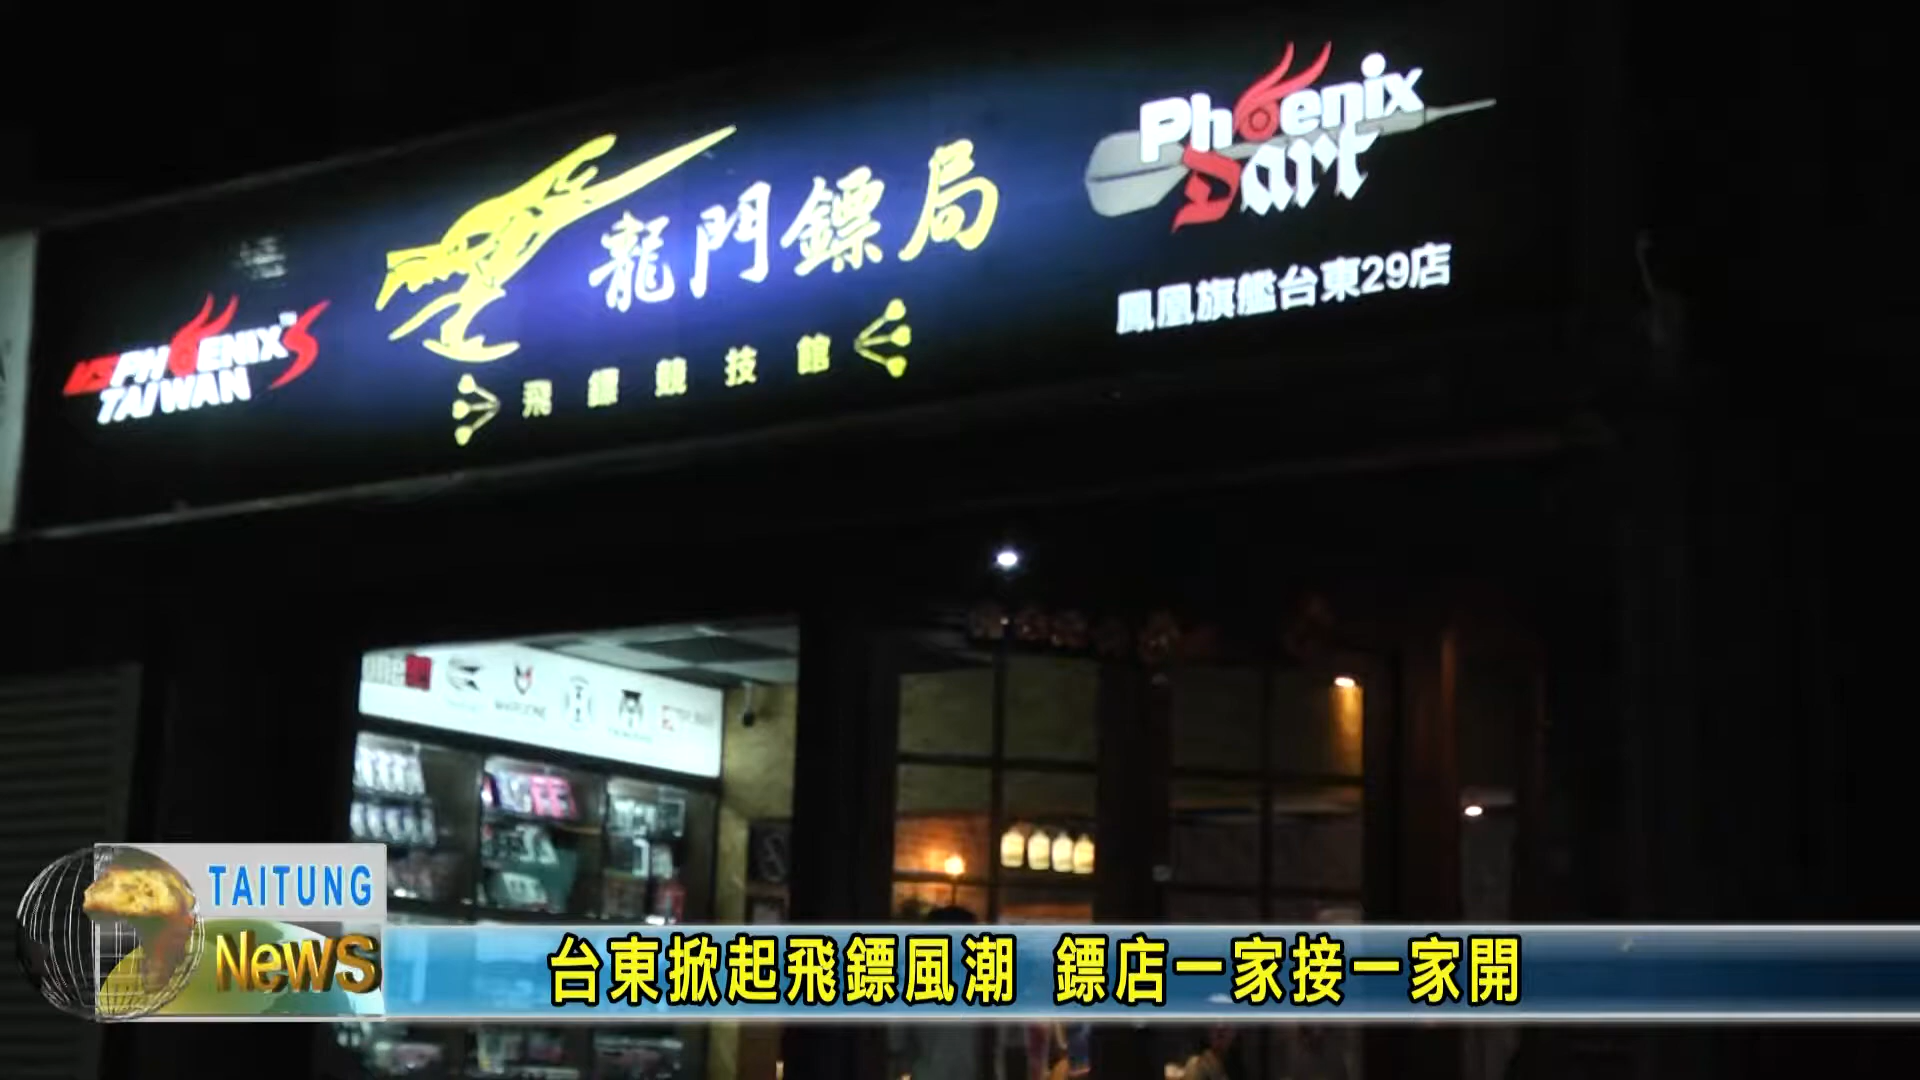 Phoenix
Dart
龍門鏢局
鳳凰旗艦台東29店
PHOENIX'S
TAIWAN
飛鏢競技館
TAITUNG
News
台東掀起飛鏢風潮 鏢店一家接一家開